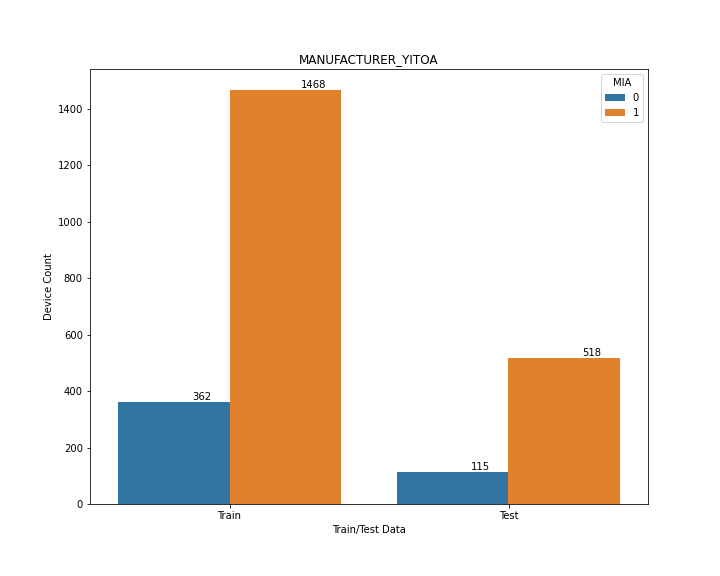 MANUFACTURER_YITOA
1468
MIA
0
1
1400
1200
1000
800
600
400
200
0
Device Count
362
518
115
Train
Test
Train/Test Data